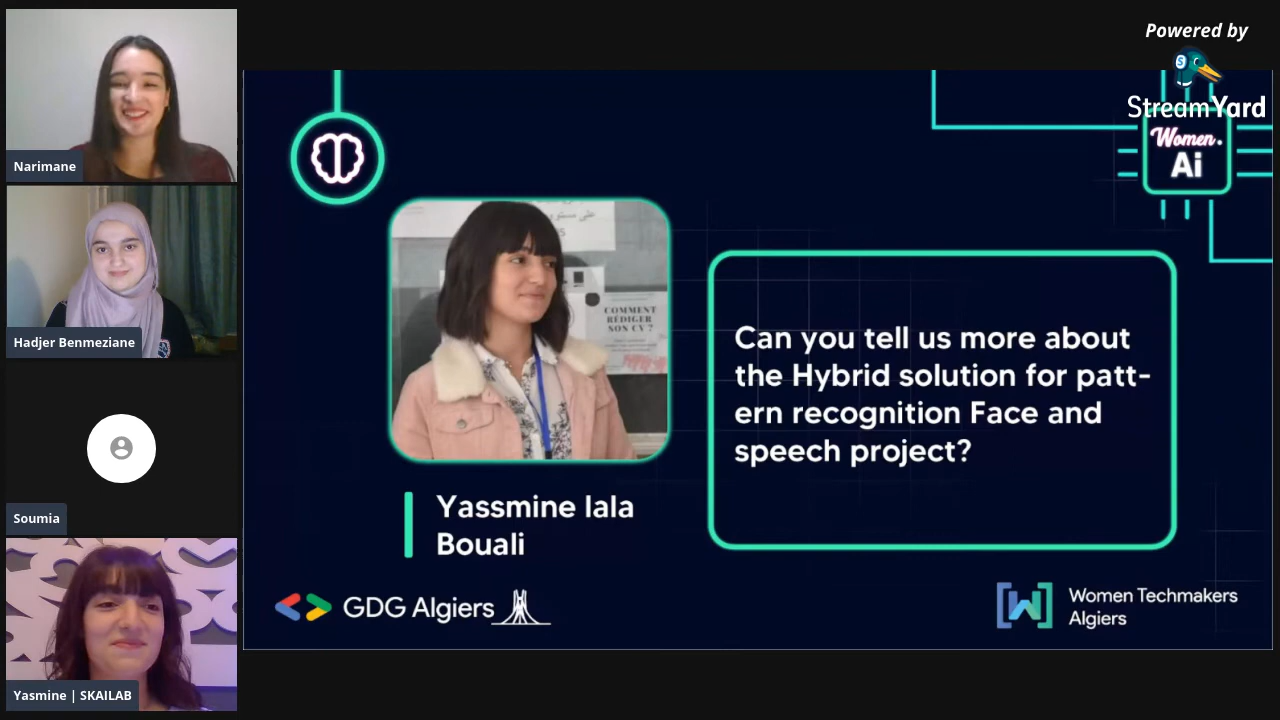 Powered by
StreamYard
Narimane
Hadjer Benmeziane
Soumia
Yasmine | SKAILAB
Women.
Ai
COMMENT
RÉDIGER
SON CV ?
Can you tell us more about
the Hybrid solution for patt-
ern recognition Face and
speech project?
Yassmine lala
Bouali
GDG Algiers
Women Techmakers
Algiers